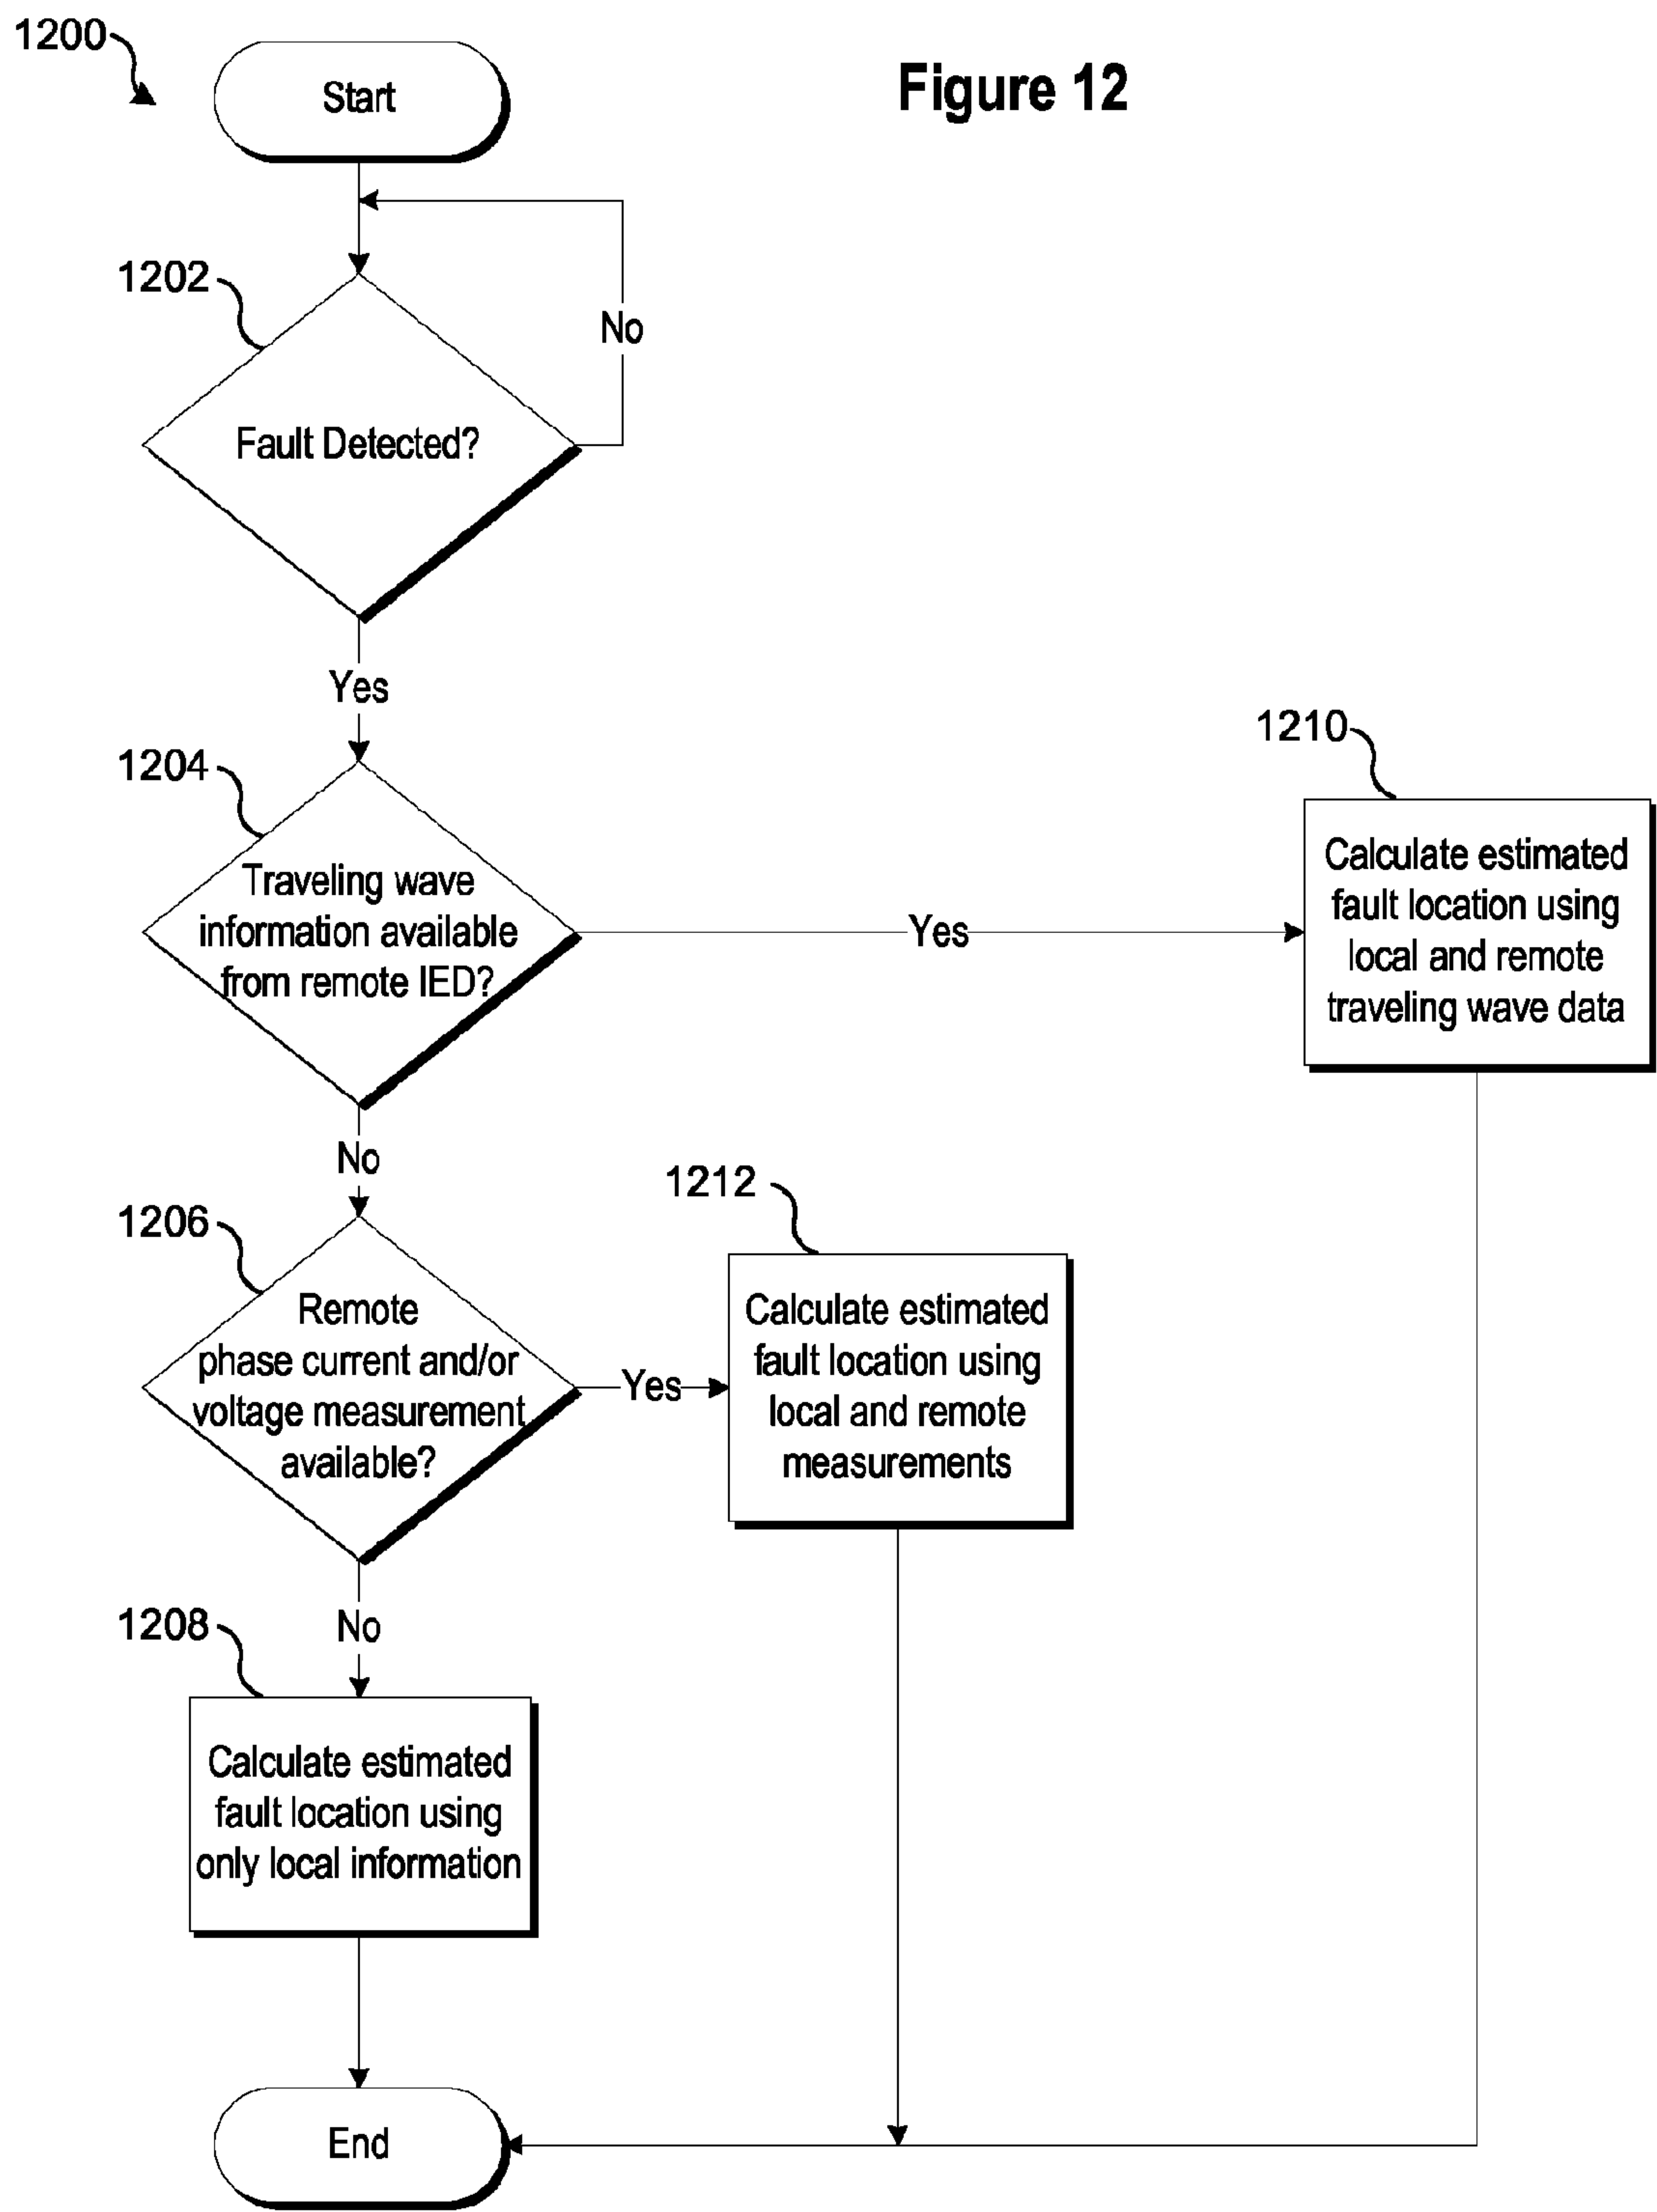 1200
Start
Figure 12
1202
No
Fault Detected?
Yes
1204
Traveling wave
information available
from remote IED?
Yes
1210
Calculate estimated
fault location using
local and remote
traveling wave data
No
1206
Remote
phase current and/or
voltage measurement
available?
Yes
1212
Calculate estimated
fault location using
local and remote
measurements
No
1208
Calculate estimated
fault location using
only local information
End